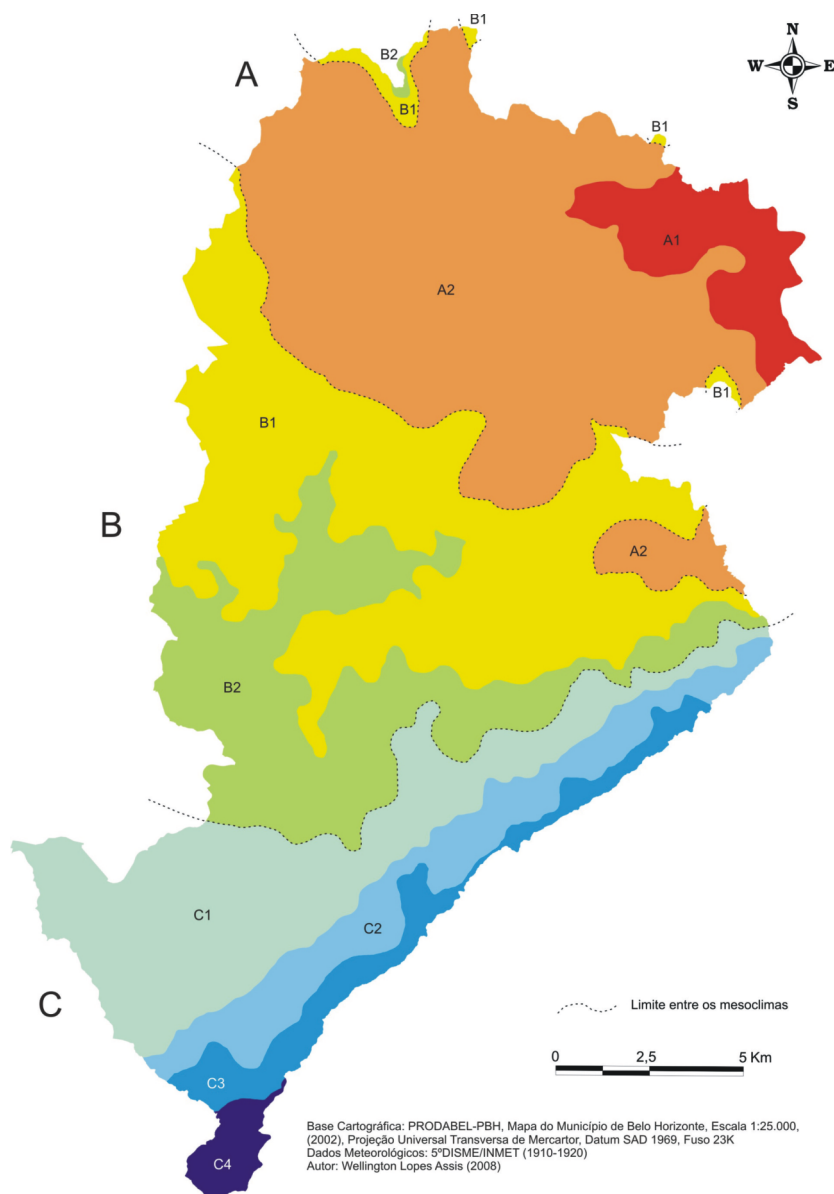 B1
N
B2
W E
A
S
B1
B1
A1
A2
B1
B1
B
A2
B2
C1
C2
C
Limite entre os mesoclimas
0 2,5 5 Km
C3
Base Cartográfica: PRODABEL-PBH, Mapa do Município de Belo Horizonte, Escala 1:25.000,
(2002), Projeção Universal Transversa de Mercartor, Datum SAD 1969, Fuso 23K
Dados Meteorológicos: 5ºDISME/INMET (1910-1920)
C4
Autor: Wellington Lopes Assis (2008)